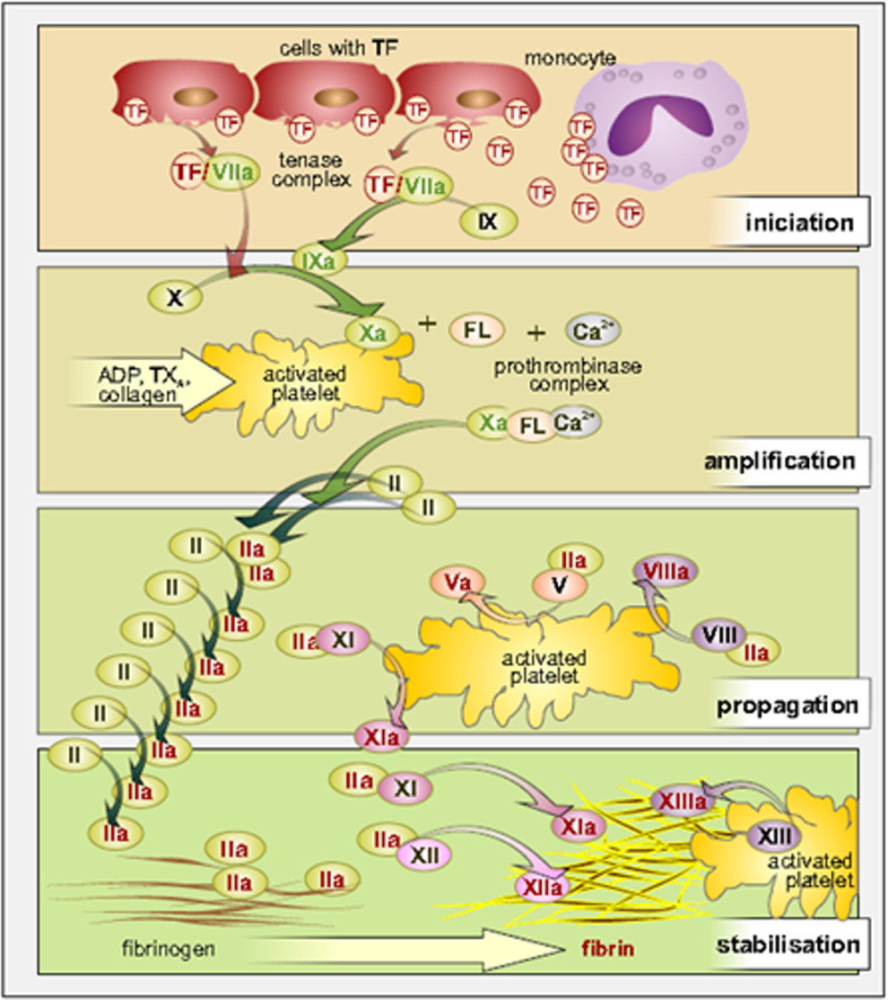 cells with TF
monocyte
TF
TF
TF
TF
TF
TF
TF
TF
TF
TF
TF
TF
TF
TF
TF/VIIa
tenase
complex
TF/VIIa
IX
iniciation
IXa
X
Xa
+
FL
+
Ca2+
ADP, TXA,
collagen
activated
platelet
prothrombinase
complex
Xa FL Ca2+
amplification
II
II
II
IIa
IIa
II
IIa
II
IIa
II
IIa
II
IIa
II
IIa
IIa
IIa
V
Va
VIIIa
VIII
IIa
IIa XI
XIa
activated
platelet
propagation
IIa XI
XIa
IIa
XII
XIIa
XIIIa
XIII
activated
platelet
IIa
IIa
IIa
fibrinogen
fibrin
stabilisation